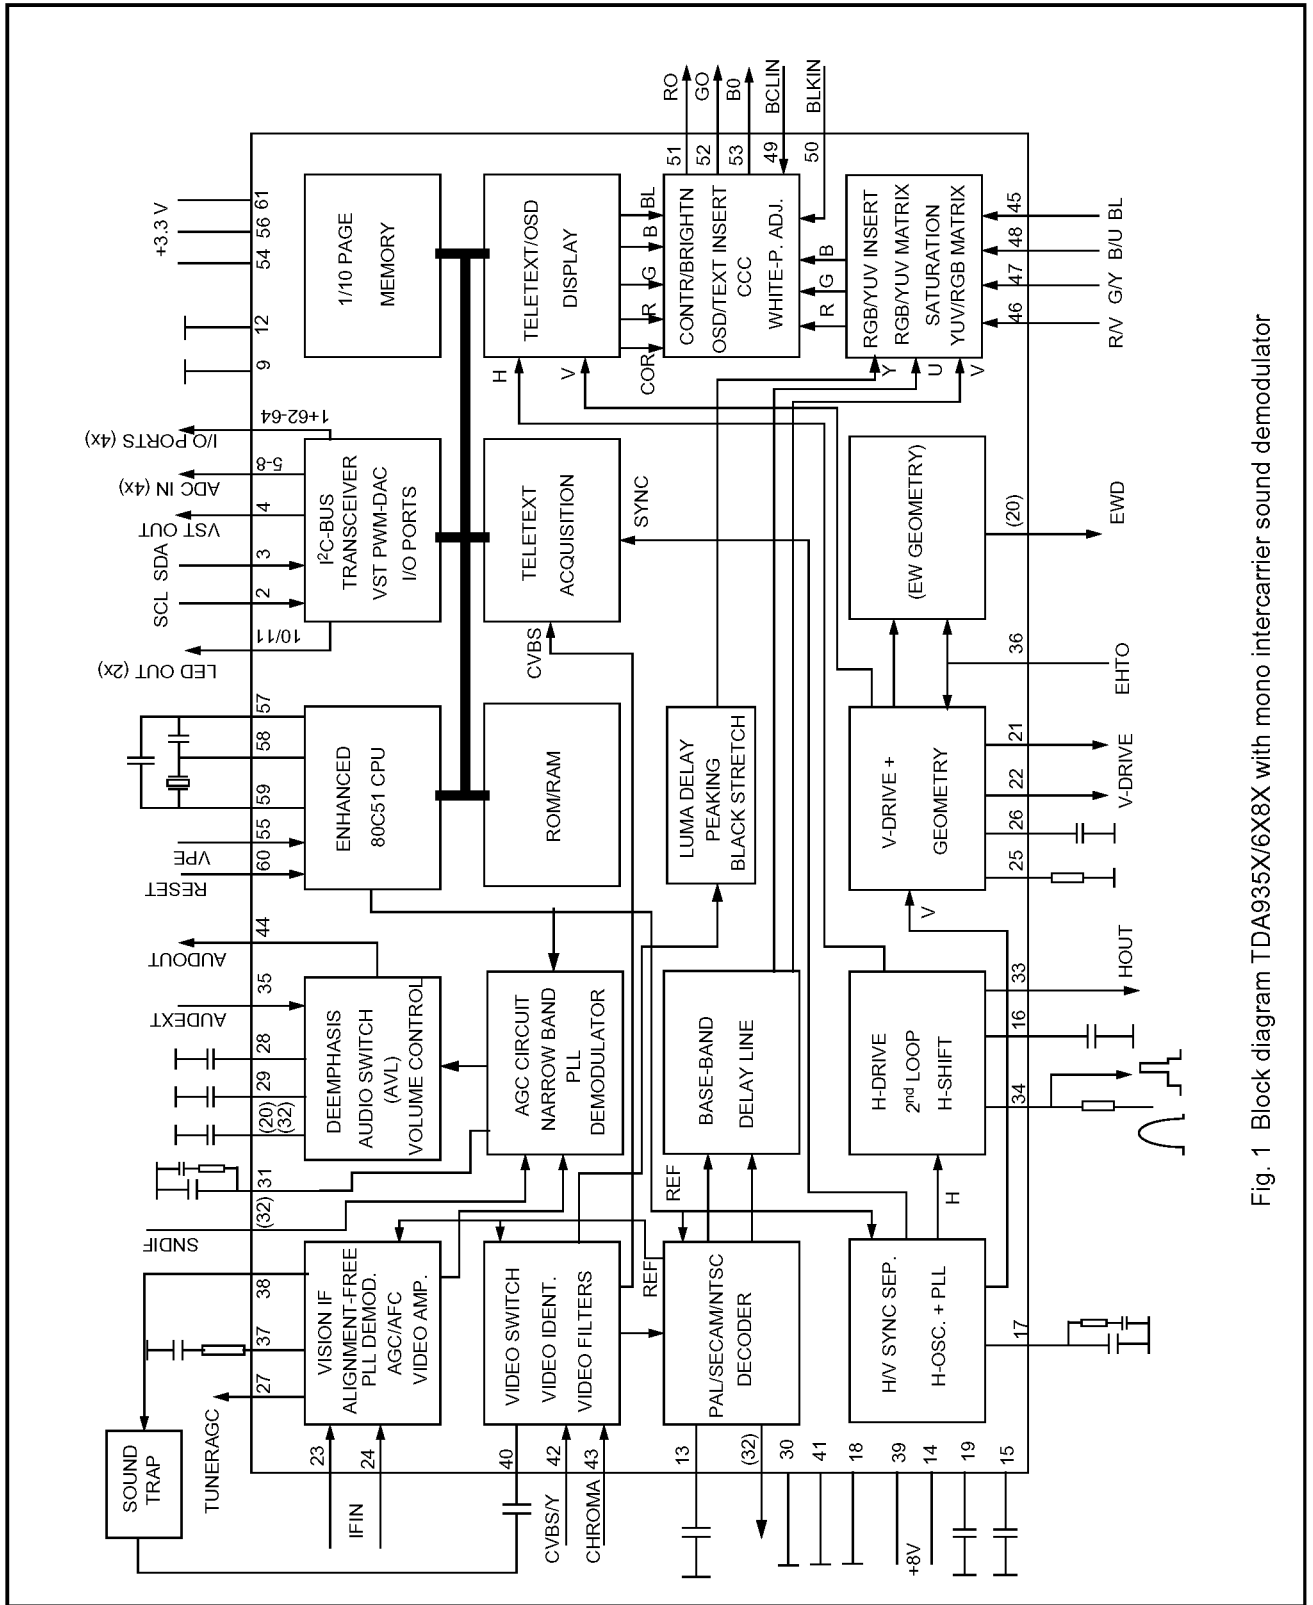 +3.3 V
54
56
61
12
9
I/O PORTS (4x)
1+62-64
ADC IN (4x)
5-8
VST OUT
4
SCL SDA
3
2
LED OUT (2x)
10/11
57
58
59
VPE
55
RESET
60
AUDOUT
44
AUDEXT
35
28
29
(20)
(32)
31
SNDIF
(32)
38
37
TUNERAGC
27
SOUND
TRAP
VISION IF
ALIGNMENT-FREE
PLL DEMOD.
AGC/AFC
VIDEO AMP.
DEEMPHASIS
AUDIO SWITCH
(AVL)
VOLUME CONTROL
ENHANCED
80C51 CPU
I2C-BUS
TRANSCEIVER
VST PWM-DAC
I/O PORTS
1/10 PAGE
MEMORY
IFIN
23
24
VIDEO SWITCH
VIDEO IDENT.
VIDEO FILTERS
AGC CIRCUIT
NARROW BAND
PLL
DEMODULATOR
ROM/RAM
TELETEXT
ACQUISITION
CVBS
SYNC
TELETEXT/OSD
DISPLAY
H
V
40
CVBS/Y
42
CHROMA
43
COR
R
G
B
BL
REF
REF
PAL/SECAM/NTSC
DECODER
BASE-BAND
DELAY LINE
LUMA DELAY
PEAKING
BLACK STRETCH
CONTR/BRIGHTN
OSD/TEXT INSERT
CCC
WHITE-P. ADJ.
51
RO
52
GO
53
B0
49
BCLIN
50
BLKIN
13
(32)
30
41
18
+8V
39
14
19
15
R
G
B
Y
U
V
RGB/YUV INSERT
RGB/YUV MATRIX
SATURATION
YUV/RGB MATRIX
H/V SYNC SEP.
H-OSC. + PLL
H
H-DRIVE
2nd LOOP
H-SHIFT
V
V-DRIVE +
GEOMETRY
(EW GEOMETRY)
17
34
16
33
25
26
22
21
36
(20)
46
47
48
45
HOUT
V-DRIVE
EHTO
EWD
R/V
G/Y
B/U
BL
Fig. 1 Block diagram TDA935X/6X8X with mono intercarrier sound demodulator